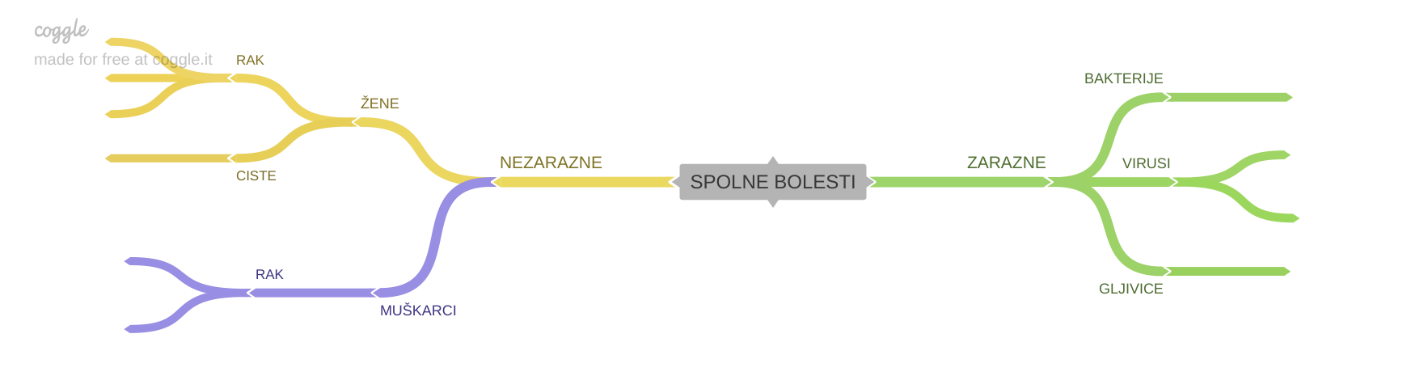 coggle
made for free at coggle.it
RAK
ŽENE
CISTE
NEZARAZNE
RAK
MUŠKARCI
SPOLNE BOLESTI
ZARAZNE
BAKTERIJE
VIRUSI
GLJIVICE